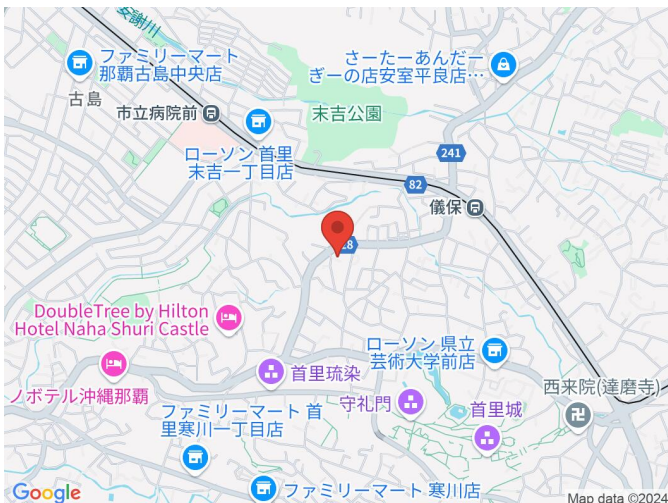 安謝川
ファミリーマート
那覇古島中央店
さーたーあんだー
ぎーの店安室平良店…
古島
市立病院前
末吉公園
ローソン 首里
末吉一丁目店
241
82
儀保
28
DoubleTree by Hilton
Hotel Naha Shuri Castle
ローソン 県立
芸術大学前店
首里琉染
ノボテル沖縄那覇
守礼門
西来院(達磨寺)
ファミリーマート 首
里寒川一丁目店
首里城
ファミリーマート 寒川店
Google
Map data ©2024